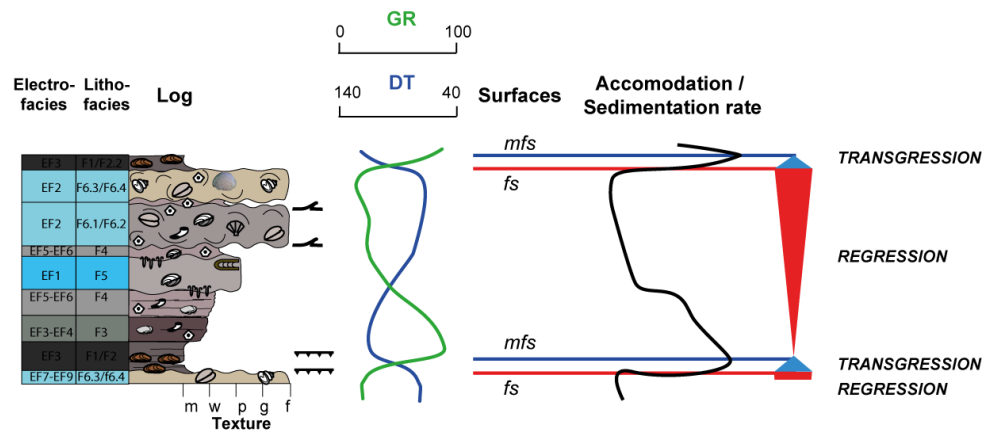 GR
0 100
DT
140 40
Electro-
facies
Litho-
facies
Log
Surfaces
Accomodation /
Sedimentation rate
EF3 F1/F2.2
EF2 F6.3/F6.4
EF2 F6.1/F6.2
EF5-EF6 F4
EF1 F5
EF5-EF6 F4
EF3-EF4 F3
EF3 F1/F2
EF7-EF9 F6.3/f6.4
m w p g f
Texture
mfs
fs
mfs
fs
TRANSGRESSION
REGRESSION
TRANSGRESSION
REGRESSION